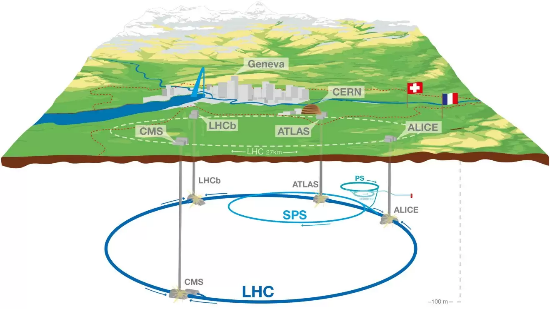 Geneva
CERN
LHCb
ATLAS
CMS
ALICE
LHC 27km
LHCb
ATLAS
PS
SPS
ALICE
CMS
LHC
-100 m